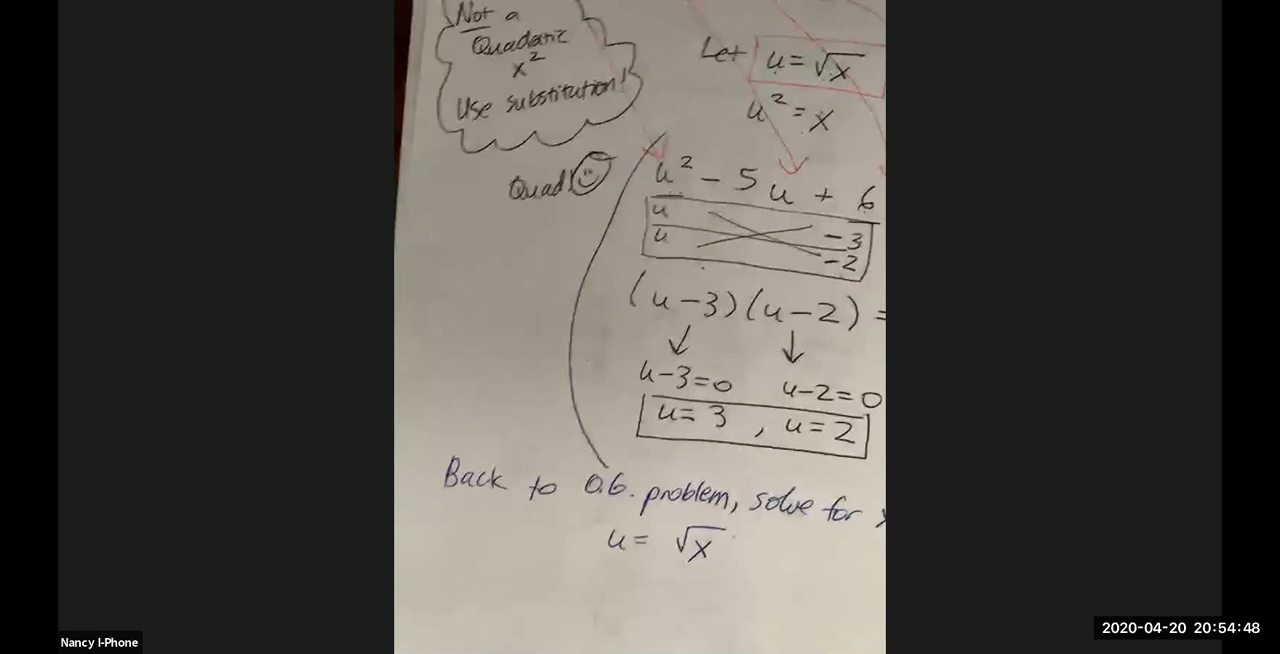 Not a
Quadratic
x²
Use substitution!
Let u = √x
u² = x
Quad
u² - 5u + 6
u
-3
u
-2
(u-3)(u-2) =
u-3=0 u-2=0
u=3 , u=2
Back to O.G. problem, solve for x
u = √x
Nancy I-Phone
2020-04-20 20:54:48